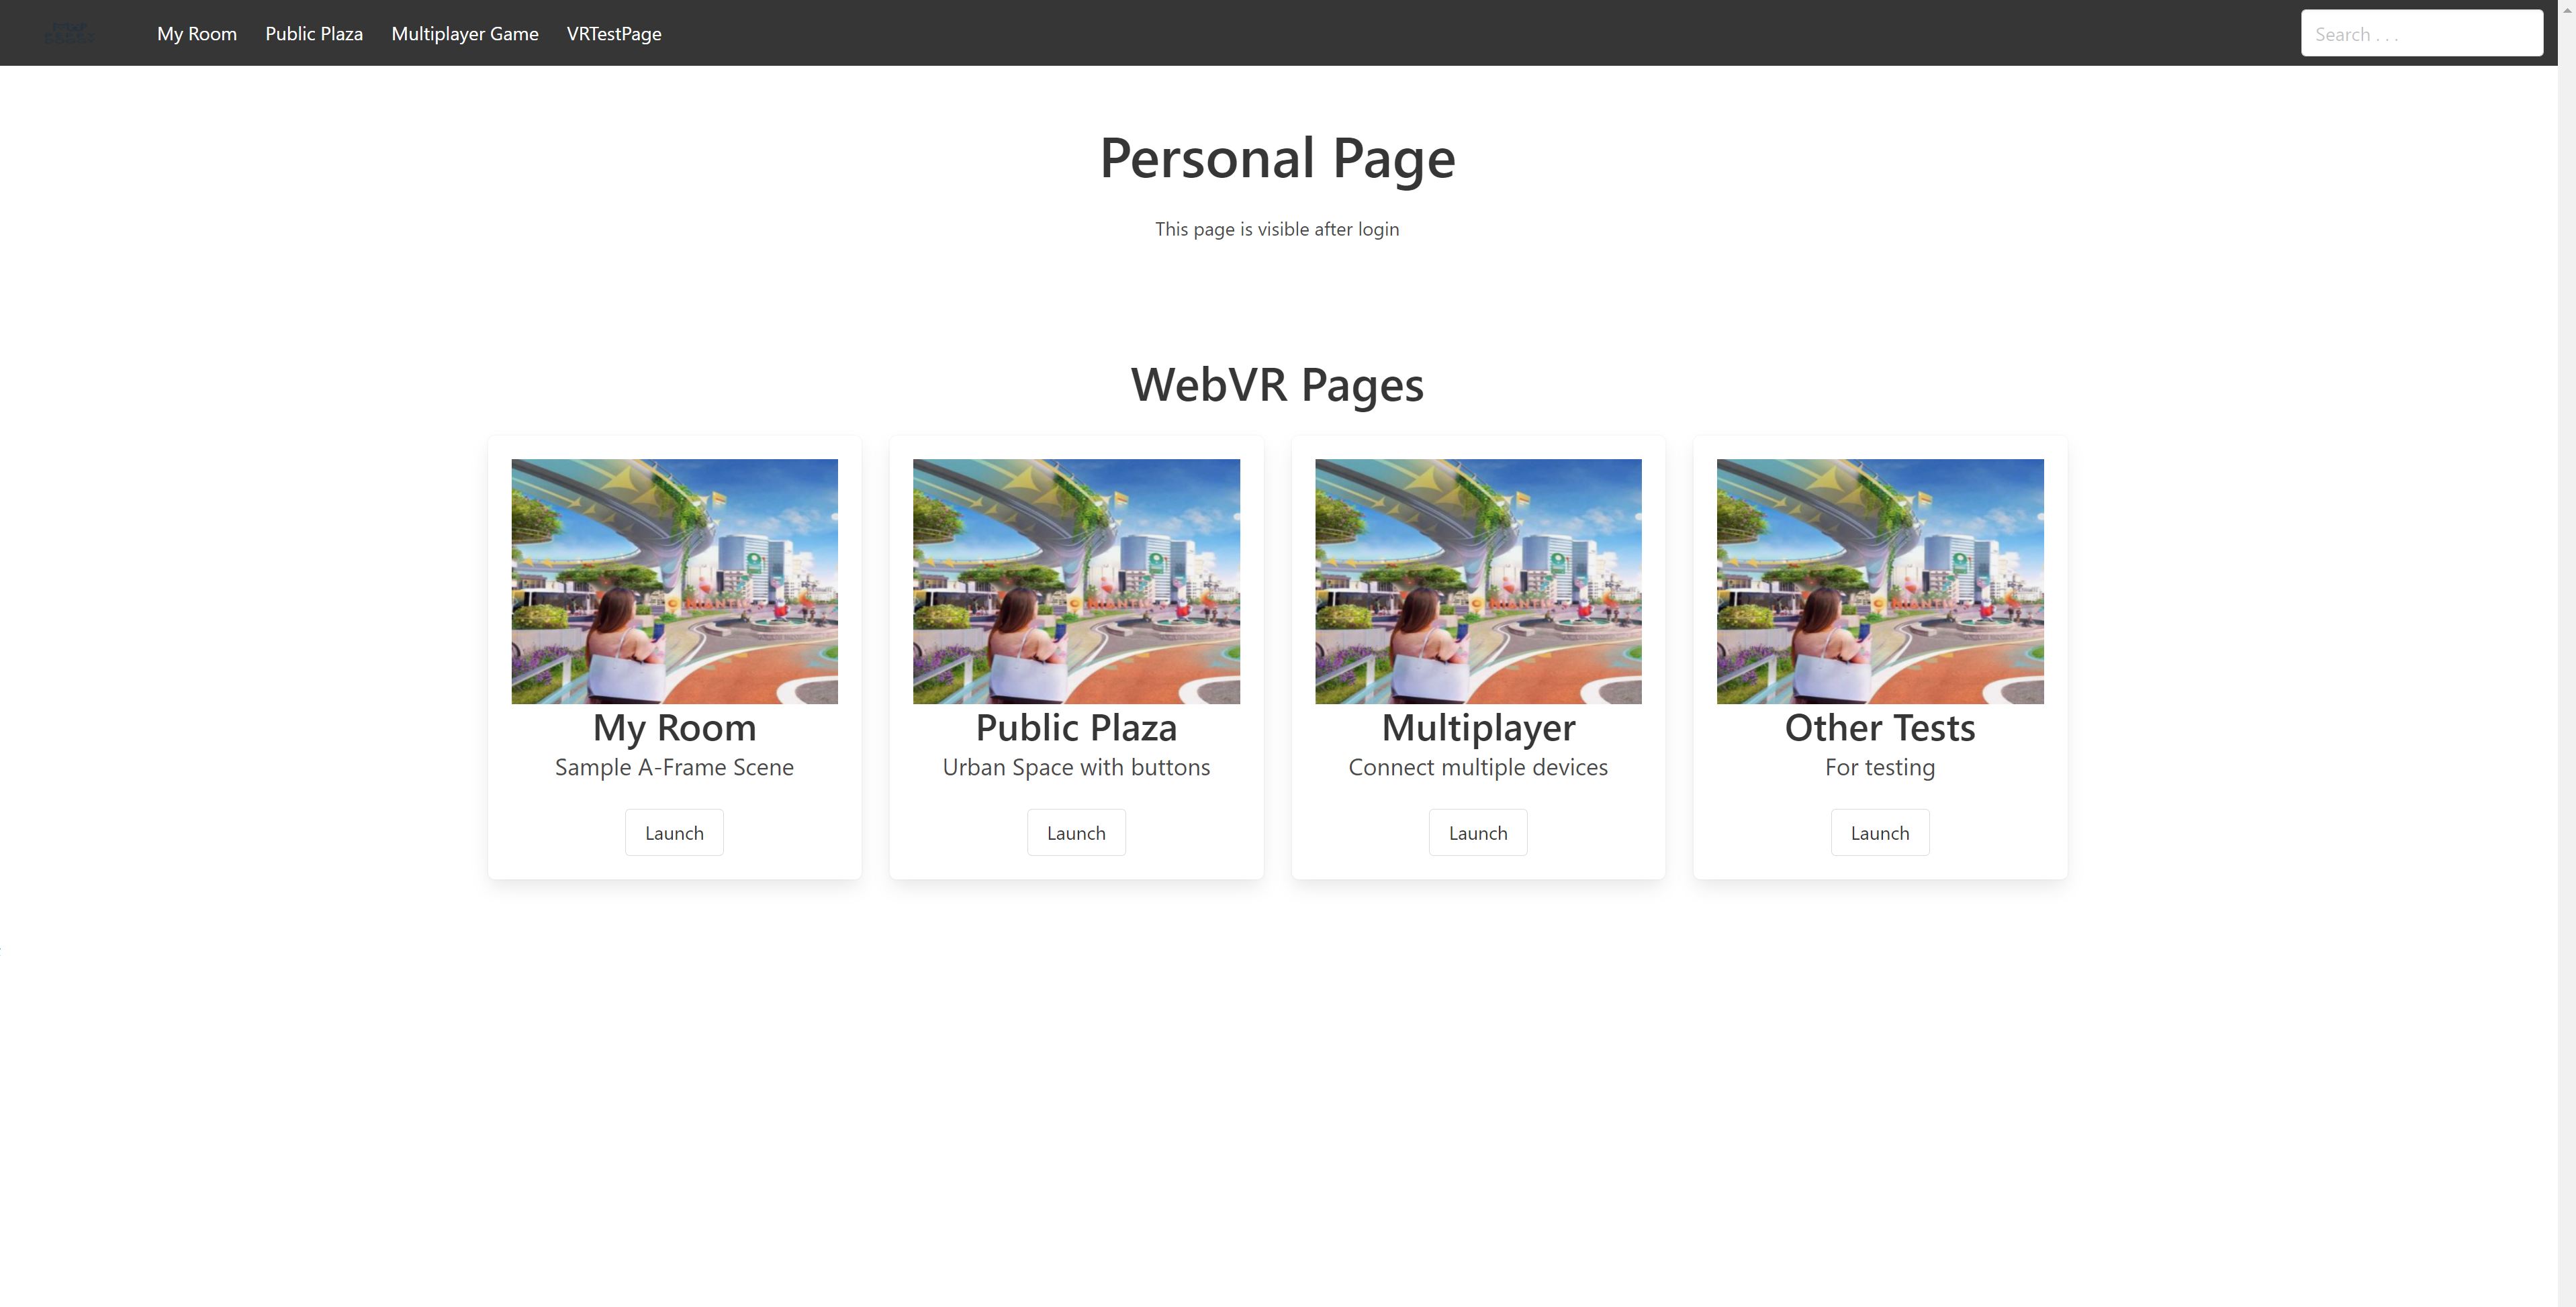 My Room Public Plaza Multiplayer Game VRTestPage Search . . .
Personal Page
This page is visible after login
WebVR Pages
My Room
Sample A-Frame Scene
Launch
Public Plaza
Urban Space with buttons
Launch
Multiplayer
Connect multiple devices
Launch
Other Tests
For testing
Launch